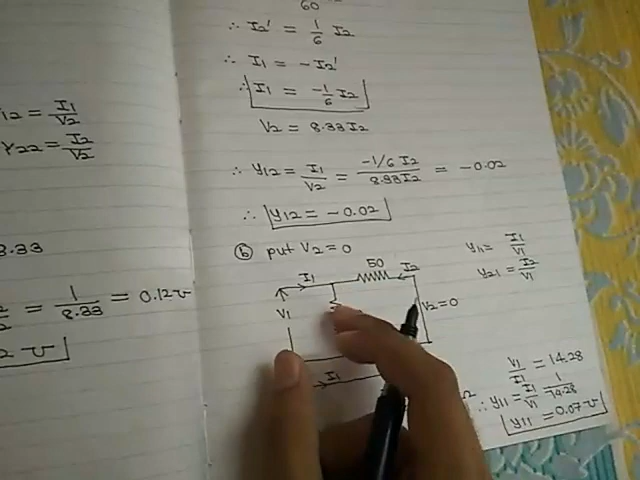 60
∴ I2' = 1/6 I2
∴ I1 = -I2'
∴ I1 = -1/6 I2
V2 = 8.33 I2
∴ Y12 = I1/V2 = -1/6 I2 / 8.33 I2 = -0.02
∴ Y12 = -0.02
(b) put V2 = 0
I1 50 I2
V1
V2 = 0
I1
Y11 = I1/V1
Y21 = I2/V1
V1/I1 = 14.28
∴ Y11 = I1/V1 = 1/14.28
Y11 = 0.07 ʊ
12 = I1/V2
Y22 = I2/V2
8.33
= 1/8.33 = 0.12 ʊ
2 ʊ